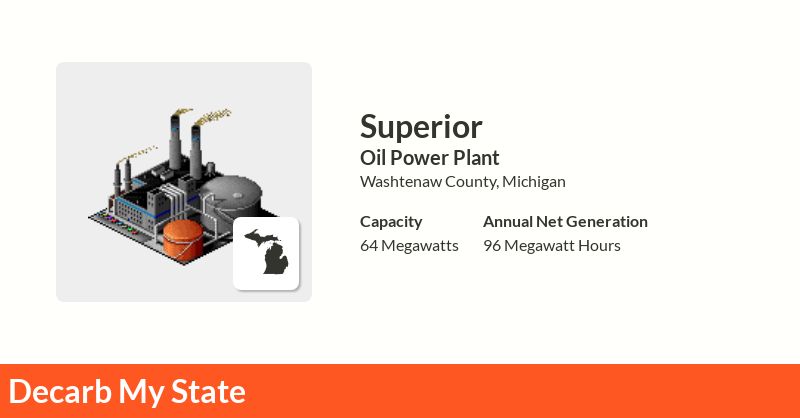 Superior
Oil Power Plant
Washtenaw County, Michigan
Capacity
64 Megawatts
Annual Net Generation
96 Megawatt Hours
Decarb My State